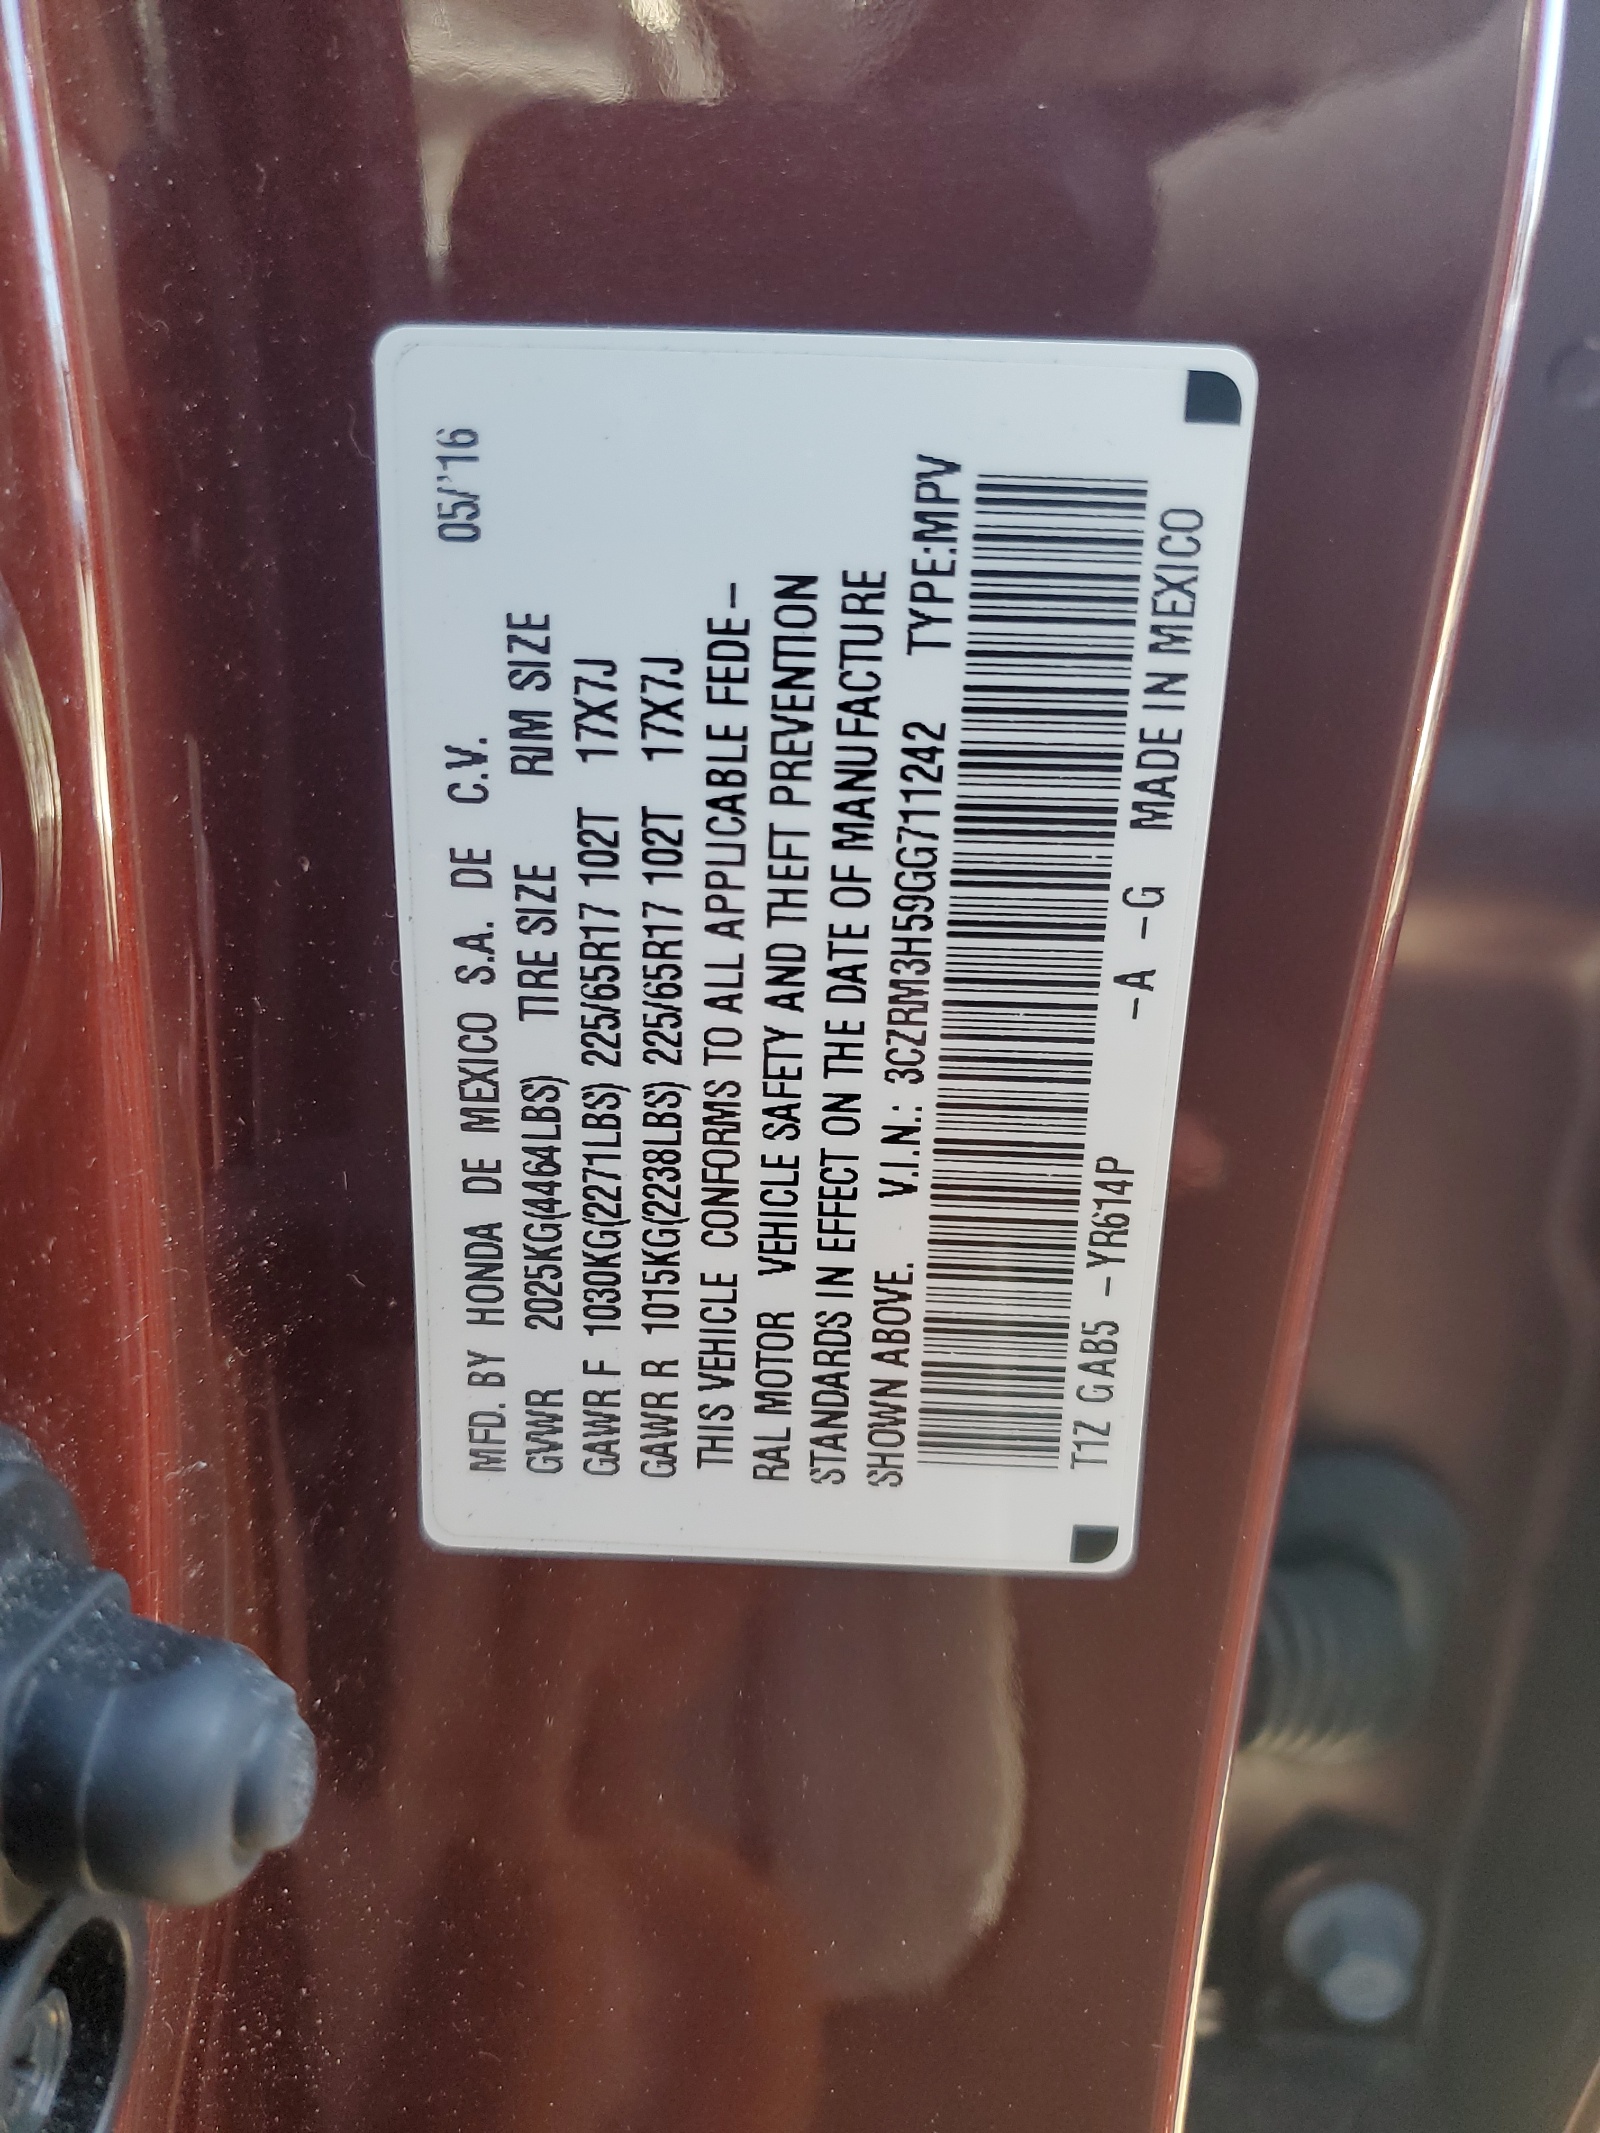 MFD. BY HONDA DE MEXICO S.A. DE C.V. 05/'16
GVWR 2025KG(4464LBS) TIRE SIZE RIM SIZE
GAWR F 1030KG(2271LBS) 225/65R17 102T 17X7J
GAWR R 1015KG(2238LBS) 225/65R17 102T 17X7J
THIS VEHICLE CONFORMS TO ALL APPLICABLE FEDE–
RAL MOTOR VEHICLE SAFETY AND THEFT PREVENTION
STANDARDS IN EFFECT ON THE DATE OF MANUFACTURE
SHOWN ABOVE. V.I.N.: 3CZRM3H59GG711242 TYPE:MPV
T1Z GAB5 –YR614P –A –G MADE IN MEXICO